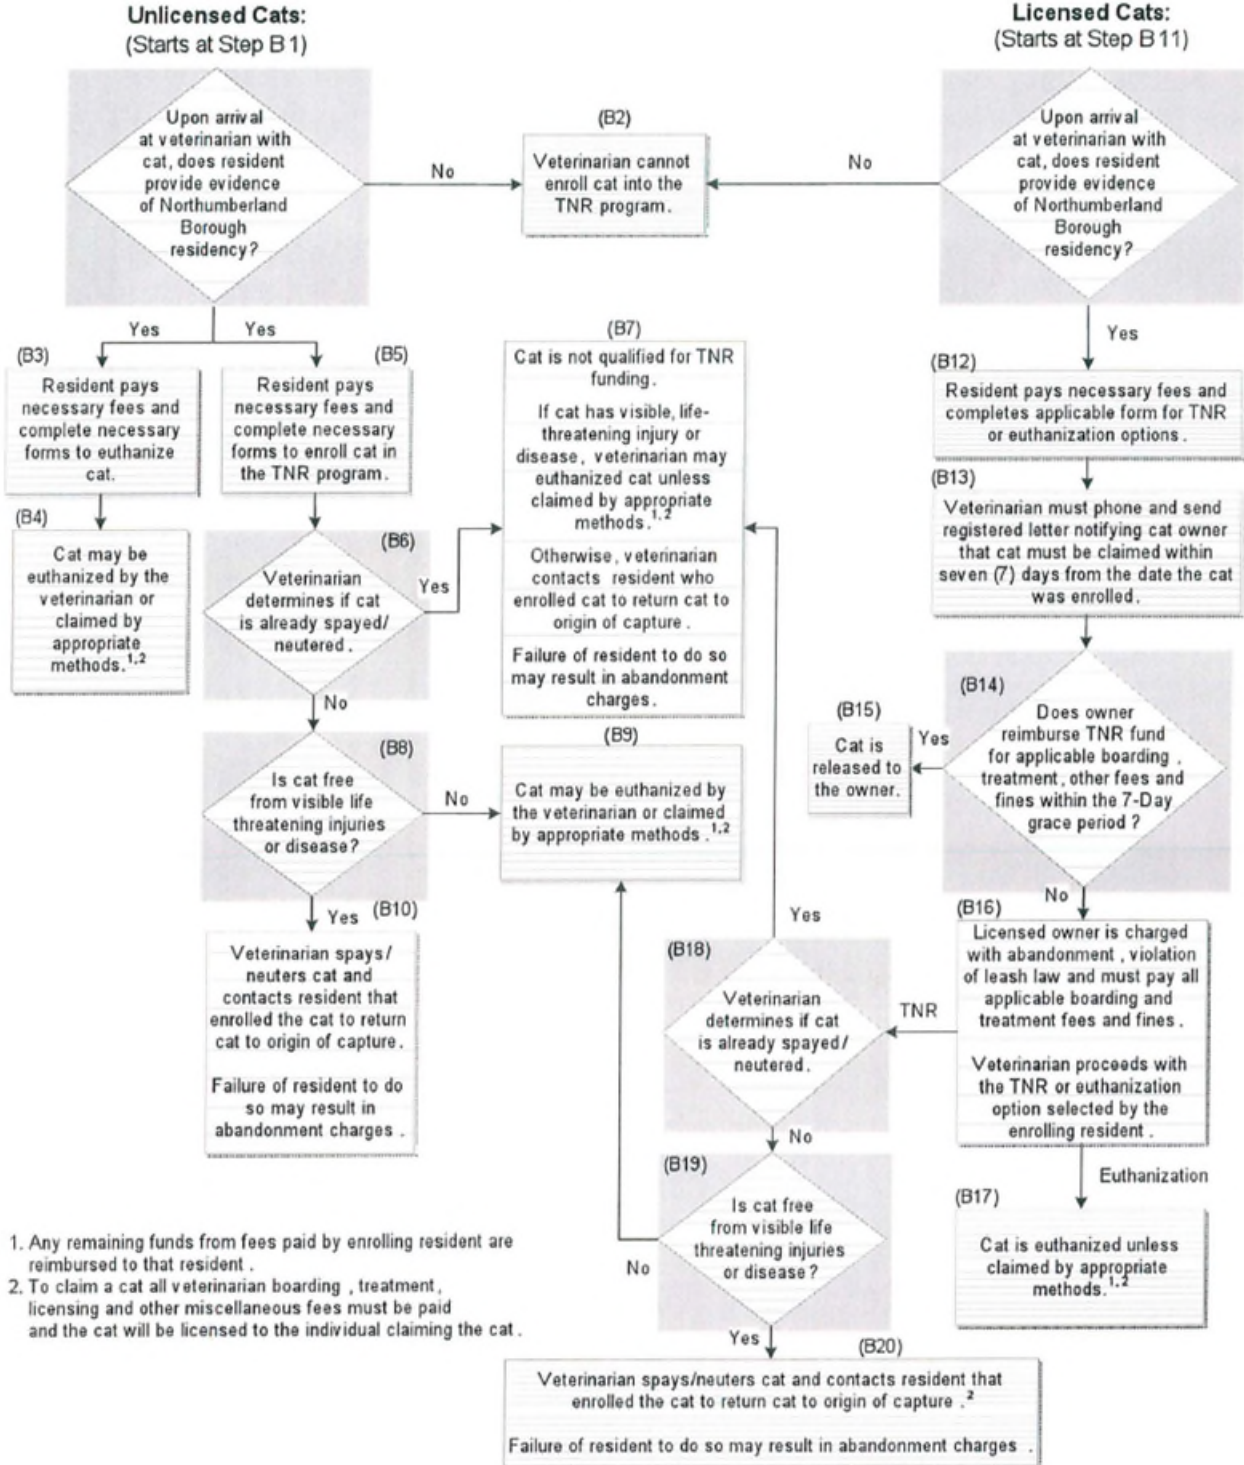 Unlicensed Cats:
(Starts at Step B 1)
Licensed Cats:
(Starts at Step B 11)
Upon arrival
at veterinarian with
cat, does resident
provide evidence
of Northumberland
Borough
residency?
No
(B2)
Veterinarian cannot
enroll cat into the
TNR program.
No
Upon arrival
at veterinarian with
cat, does resident
provide evidence
of Northumberland
Borough
residency?
Yes
Yes
(B3)
Resident pays
necessary fees and
complete necessary
forms to euthanize
cat.
(B5)
Resident pays
necessary fees and
complete necessary
forms to enroll cat in
the TNR program.
(B4)
Cat may be
euthanized by the
veterinarian or
claimed by
appropriate
methods.1,2
(B6)
Veterinarian
determines if cat
is already spayed/
neutered.
Yes
No
(B7)
Cat is not qualified for TNR
funding.
If cat has visible, life-
threatening injury or
disease, veterinarian may
euthanized cat unless
claimed by appropriate
methods.1,2
Otherwise, veterinarian
contacts resident who
enrolled cat to return cat to
origin of capture.
Failure of resident to do so
may result in abandonment
charges.
(B8)
Is cat free
from visible life
threatening injuries
or disease?
No
(B9)
Cat may be euthanized by
the veterinarian or claimed
by appropriate methods.1,2
Yes
(B10)
Veterinarian spays/
neuters cat and
contacts resident that
enrolled the cat to return
cat to origin of capture.
Failure of resident to do
so may result in
abandonment charges.
Yes
(B12)
Resident pays necessary fees and
completes applicable form for TNR
or euthanization options.
(B13)
Veterinarian must phone and send
registered letter notifying cat owner
that cat must be claimed within
seven (7) days from the date the cat
was enrolled.
(B14)
Does owner
reimburse TNR fund
for applicable boarding,
treatment, other fees and
fines within the 7-Day
grace period?
Yes
(B15)
Cat is
released to
the owner.
No
(B16)
Licensed owner is charged
with abandonment, violation
of leash law and must pay all
applicable boarding and
treatment fees and fines.
Veterinarian proceeds with
the TNR or euthanization
option selected by the
enrolling resident.
TNR
Euthanization
(B17)
Cat is euthanized unless
claimed by appropriate
methods.1,2
(B18)
Veterinarian
determines if cat
is already spayed/
neutered.
Yes
No
(B19)
Is cat free
from visible life
threatening injuries
or disease?
No
Yes
(B20)
Veterinarian spays/neuters cat and contacts resident that
enrolled the cat to return cat to origin of capture.2
Failure of resident to do so may result in abandonment charges.
1. Any remaining funds from fees paid by enrolling resident are
reimbursed to that resident.
2. To claim a cat all veterinarian boarding, treatment,
licensing and other miscellaneous fees must be paid
and the cat will be licensed to the individual claiming the cat.